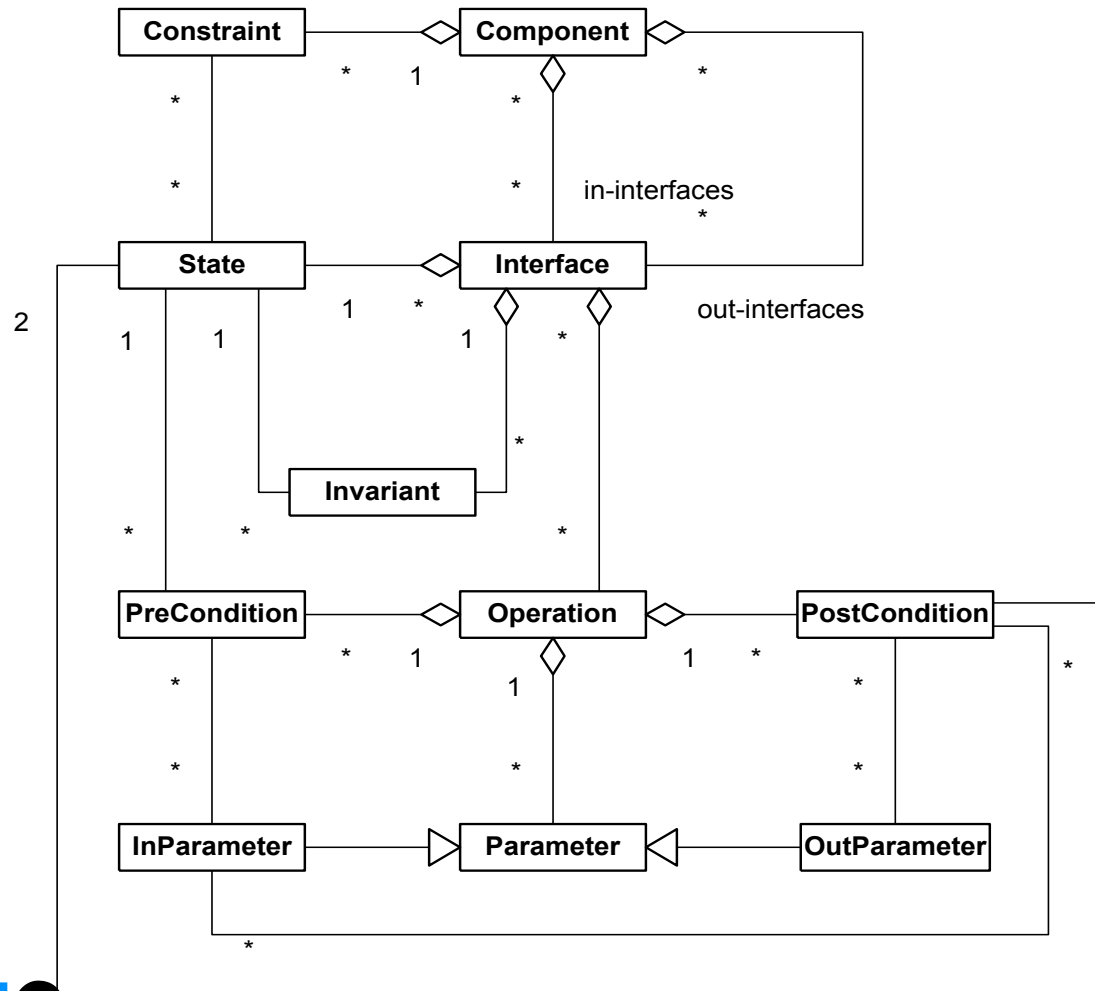 Constraint
Component
*
1
*
*
*
*
*
in-interfaces
*
State
Interface
1
*
out-interfaces
2
1
1
1
*
*
Invariant
*
*
*
PreCondition
Operation
PostCondition
*
1
1
*
*
*
1
*
*
*
*
InParameter
Parameter
OutParameter
*